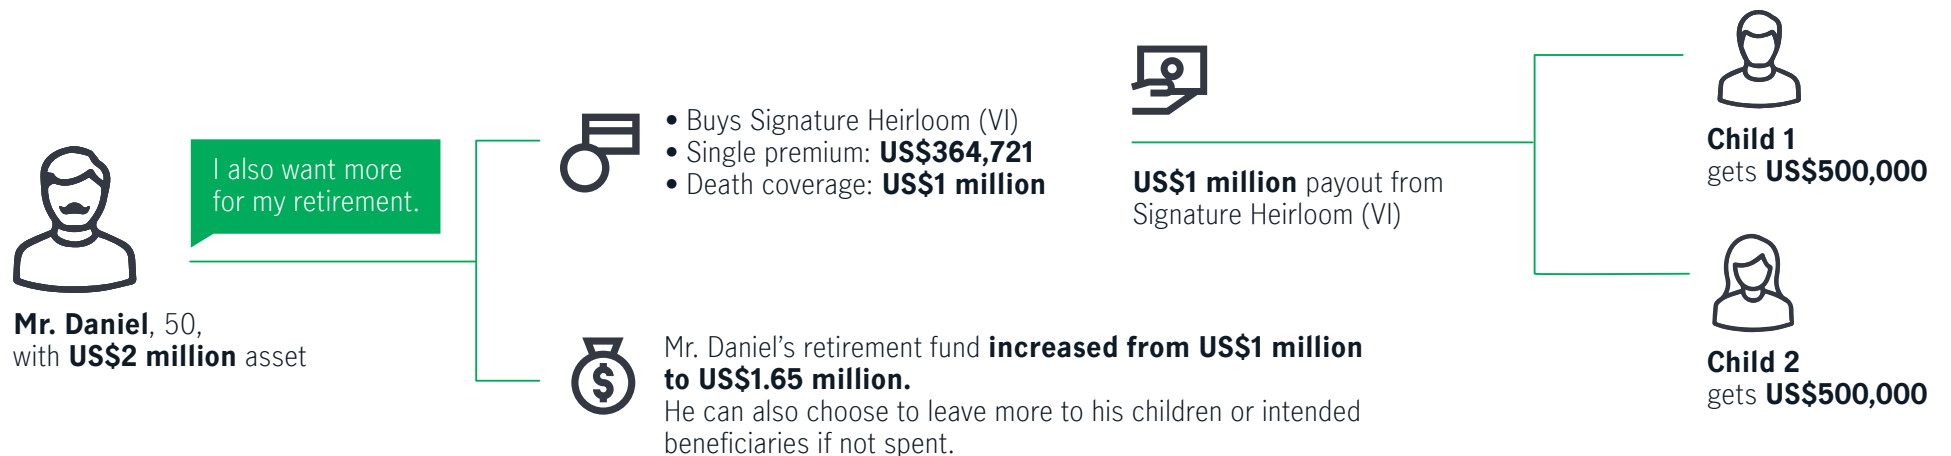 I also want more
for my retirement.
Mr. Daniel, 50,
with US$2 million asset
• Buys Signature Heirloom (VI)
• Single premium: US$364,721
• Death coverage: US$1 million
$
Mr. Daniel’s retirement fund increased from US$1 million
to US$1.65 million.
He can also choose to leave more to his children or intended
beneficiaries if not spent.
US$1 million payout from
Signature Heirloom (VI)
Child 1
gets US$500,000
Child 2
gets US$500,000